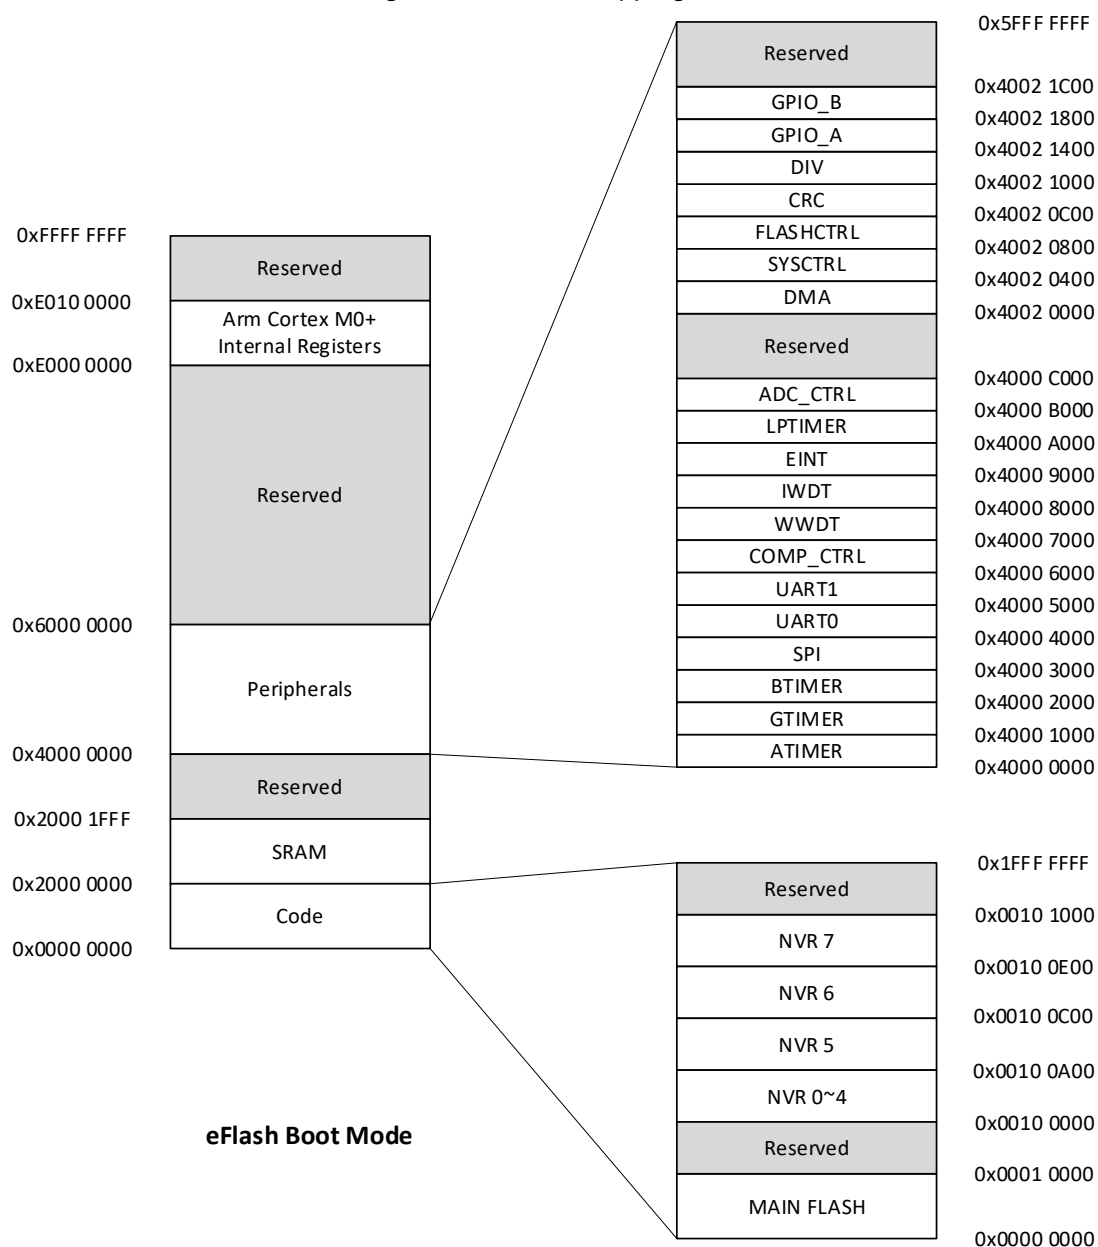 0xFFFF FFFF
Reserved
0xE010 0000
Arm Cortex M0+
Internal Registers
0xE000 0000
Reserved
0x6000 0000
Peripherals
0x4000 0000
Reserved
0x2000 1FFF
SRAM
0x2000 0000
Code
0x0000 0000
eFlash Boot Mode
0x5FFF FFFF
Reserved
0x4002 1C00
GPIO_B
0x4002 1800
GPIO_A
0x4002 1400
DIV
0x4002 1000
CRC
0x4002 0C00
FLASHCTRL
0x4002 0800
SYSCTRL
0x4002 0400
DMA
0x4002 0000
Reserved
0x4000 C000
ADC_CTRL
0x4000 B000
LPTIMER
0x4000 A000
EINT
0x4000 9000
IWDT
0x4000 8000
WWDT
0x4000 7000
COMP_CTRL
0x4000 6000
UART1
0x4000 5000
UART0
0x4000 4000
SPI
0x4000 3000
BTIMER
0x4000 2000
GTIMER
0x4000 1000
ATIMER
0x4000 0000
0x1FFF FFFF
Reserved
0x0010 1000
NVR 7
0x0010 0E00
NVR 6
0x0010 0C00
NVR 5
0x0010 0A00
NVR 0~4
0x0010 0000
Reserved
0x0001 0000
MAIN FLASH
0x0000 0000